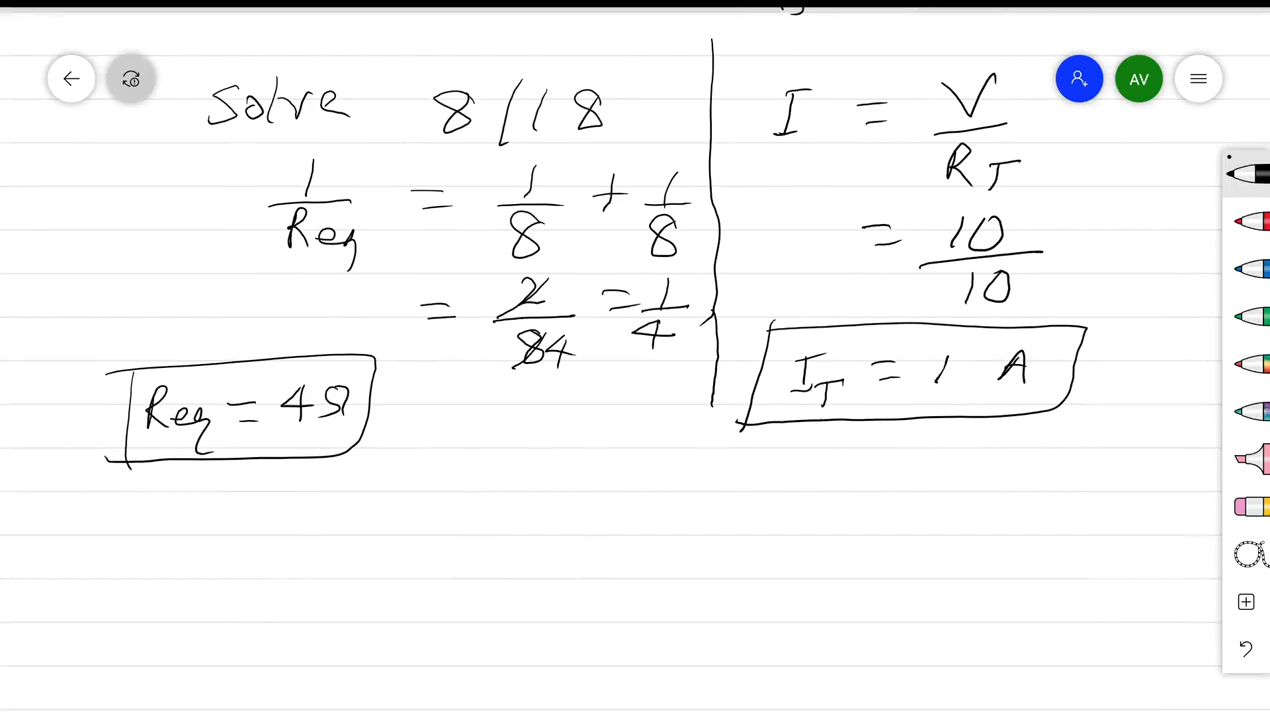 Solve 8 || 8
1/Req = 1/8 + 1/8
= 2/84 = 1/4
Req = 4Ω
I = V/RT
= 10/10
IT = 1 A
AV